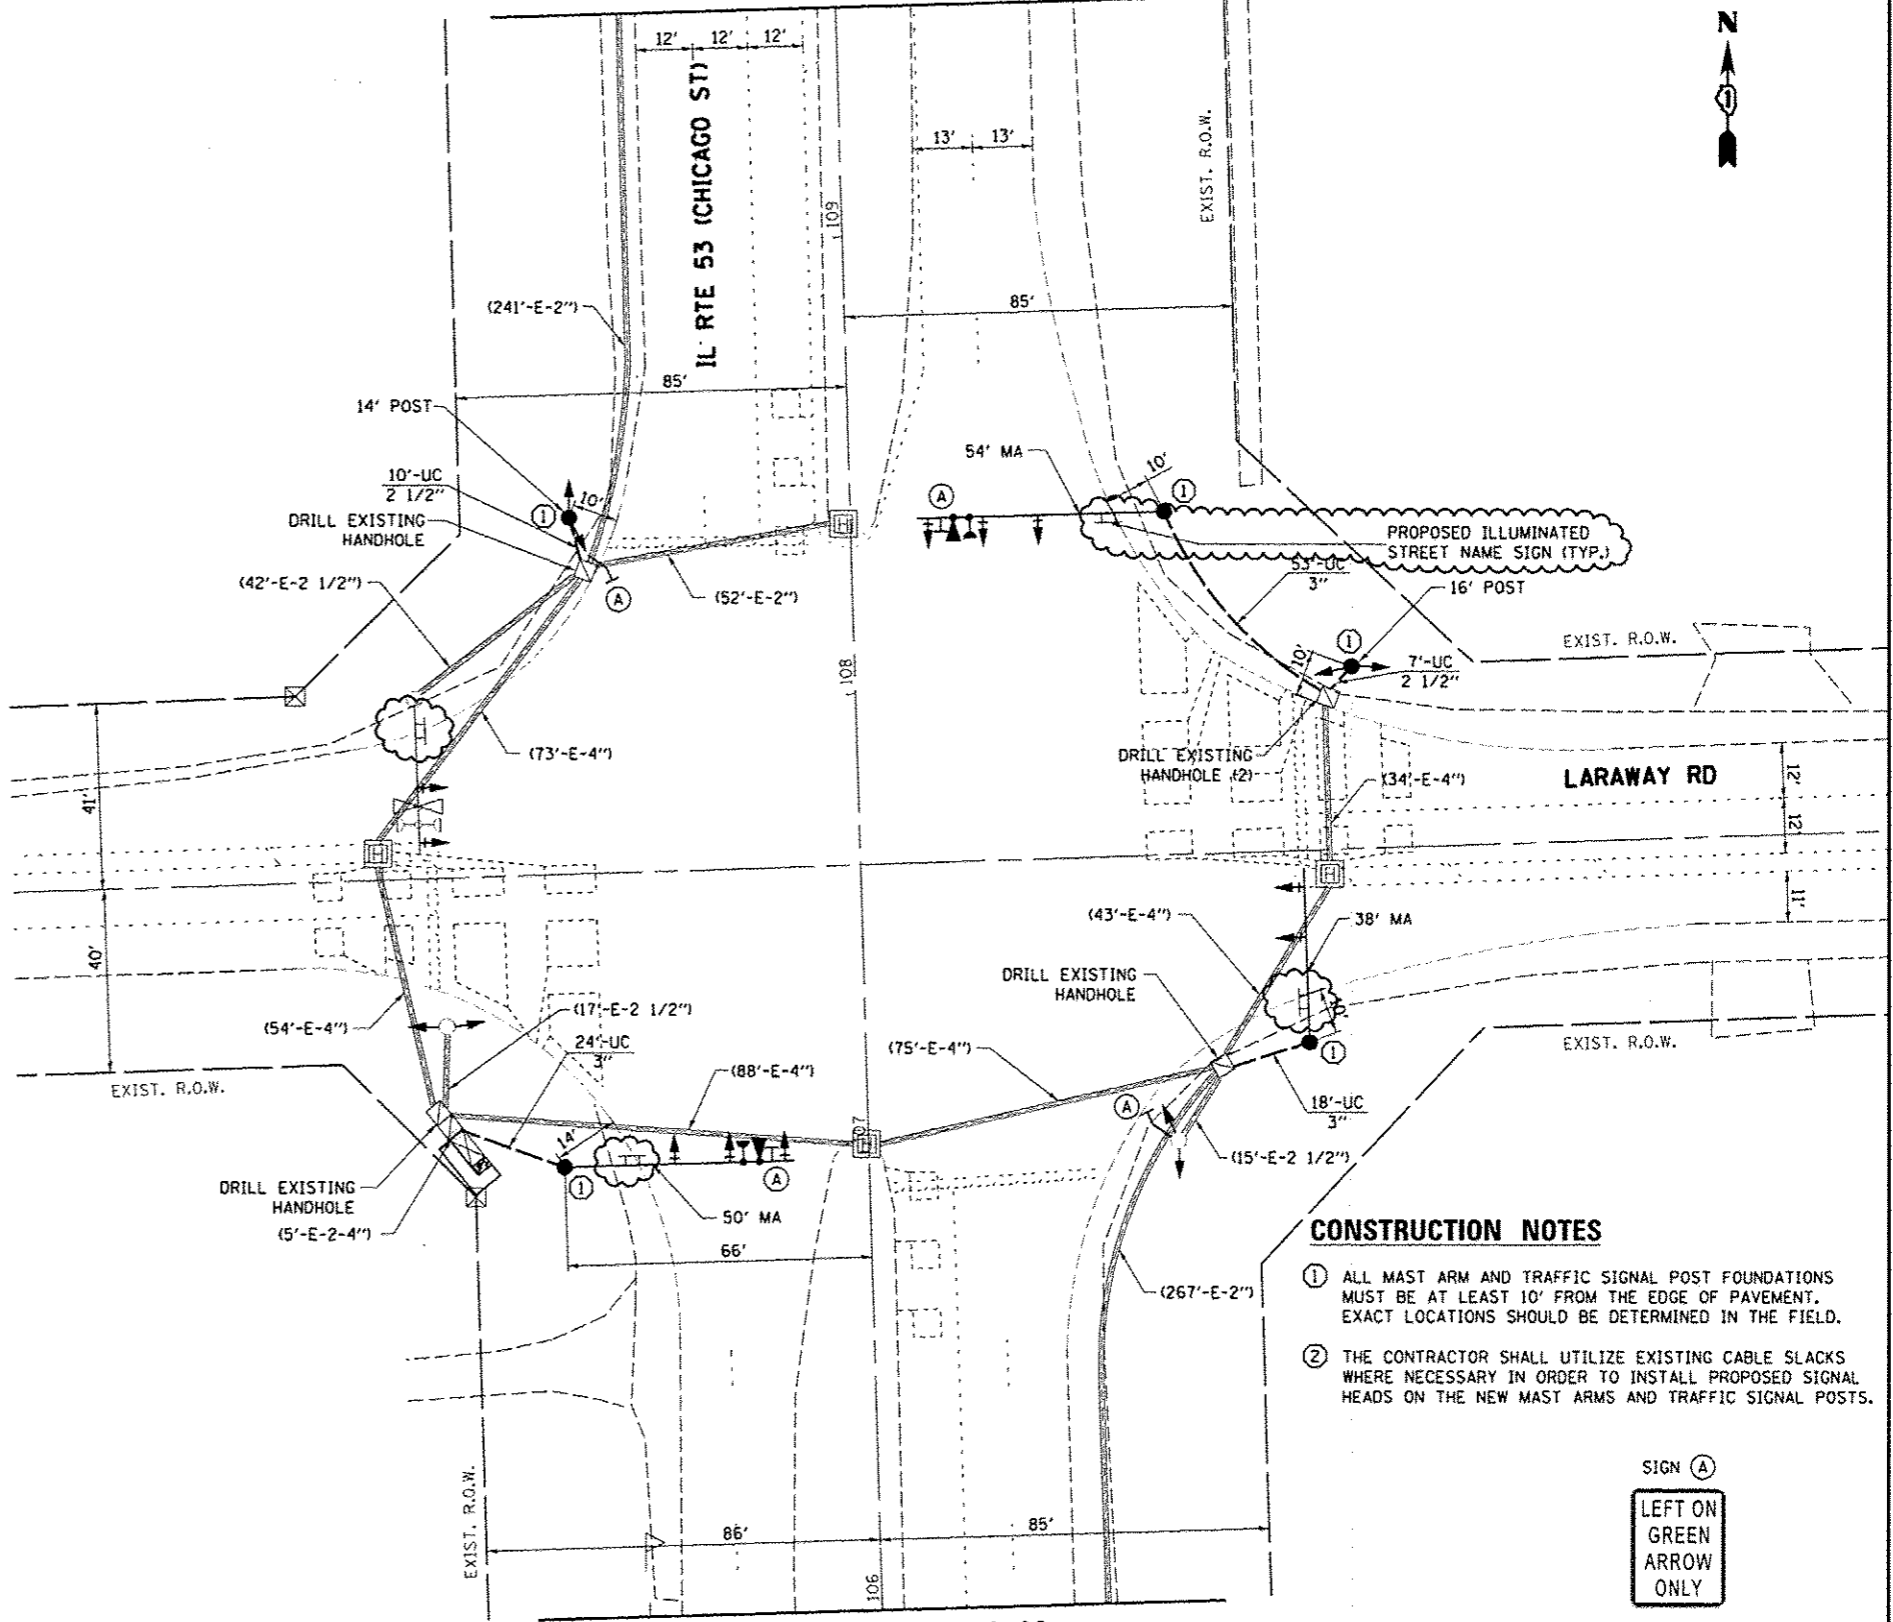 N
1
12'
12'
12'
IL RTE 53 (CHICAGO ST)
13'
13'
EXIST. R.O.W.
109
(241'-E-2")
85'
85'
14' POST
54' MA
10'
10'-UC
2 1/2"
10'
1
A
1
DRILL EXISTING
HANDHOLE
H
PROPOSED ILLUMINATED
STREET NAME SIGN (TYP.)
53'-UC
3"
(42'-E-2 1/2")
A
(52'-E-2")
16' POST
108
1
EXIST. R.O.W.
10'
7'-UC
2 1/2"
(73'-E-4")
DRILL EXISTING
HANDHOLE (2)
(34'-E-4")
LARAWAY RD
12'
12'
41'
H
H
11'
(43'-E-4")
38' MA
40'
DRILL EXISTING
HANDHOLE
(54'-E-4")
(17'-E-2 1/2")
24'-UC
3"
(75'-E-4")
1
EXIST. R.O.W.
EXIST. R.O.W.
(88'-E-4")
A
18'-UC
3"
107
H
14'
(15'-E-2 1/2")
DRILL EXISTING
HANDHOLE
1
A
(5'-E-2-4")
50' MA
66'
(267'-E-2")
CONSTRUCTION NOTES
1 ALL MAST ARM AND TRAFFIC SIGNAL POST FOUNDATIONS
MUST BE AT LEAST 10' FROM THE EDGE OF PAVEMENT.
EXACT LOCATIONS SHOULD BE DETERMINED IN THE FIELD.
2 THE CONTRACTOR SHALL UTILIZE EXISTING CABLE SLACKS
WHERE NECESSARY IN ORDER TO INSTALL PROPOSED SIGNAL
HEADS ON THE NEW MAST ARMS AND TRAFFIC SIGNAL POSTS.
EXIST. R.O.W.
86'
85'
106
SIGN A
LEFT ON
GREEN
ARROW
ONLY